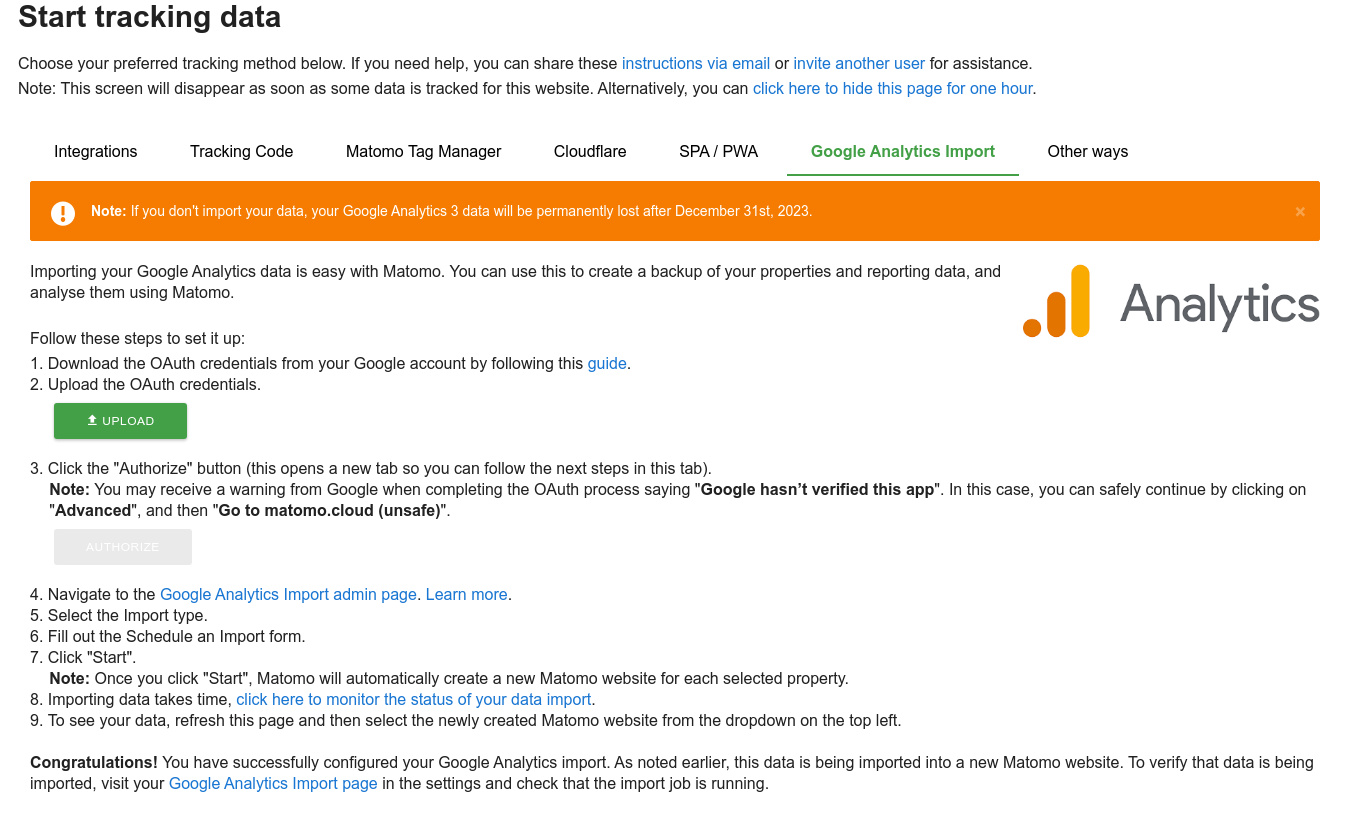 Start tracking data
Choose your preferred tracking method below. If you need help, you can share these instructions via email or invite another user for assistance.
Note: This screen will disappear as soon as some data is tracked for this website. Alternatively, you can click here to hide this page for one hour.
Integrations Tracking Code Matomo Tag Manager Cloudflare SPA / PWA Google Analytics Import Other ways
Note: If you don't import your data, your Google Analytics 3 data will be permanently lost after December 31st, 2023.
Importing your Google Analytics data is easy with Matomo. You can use this to create a backup of your properties and reporting data, and
analyse them using Matomo.
Analytics
Follow these steps to set it up:
1. Download the OAuth credentials from your Google account by following this guide.
2. Upload the OAuth credentials.
UPLOAD
3. Click the "Authorize" button (this opens a new tab so you can follow the next steps in this tab).
Note: You may receive a warning from Google when completing the OAuth process saying "Google hasn’t verified this app". In this case, you can safely continue by clicking on
"Advanced", and then "Go to matomo.cloud (unsafe)".
AUTHORIZE
4. Navigate to the Google Analytics Import admin page. Learn more.
5. Select the Import type.
6. Fill out the Schedule an Import form.
7. Click "Start".
Note: Once you click "Start", Matomo will automatically create a new Matomo website for each selected property.
8. Importing data takes time, click here to monitor the status of your data import.
9. To see your data, refresh this page and then select the newly created Matomo website from the dropdown on the top left.
Congratulations! You have successfully configured your Google Analytics import. As noted earlier, this data is being imported into a new Matomo website. To verify that data is being
imported, visit your Google Analytics Import page in the settings and check that the import job is running.